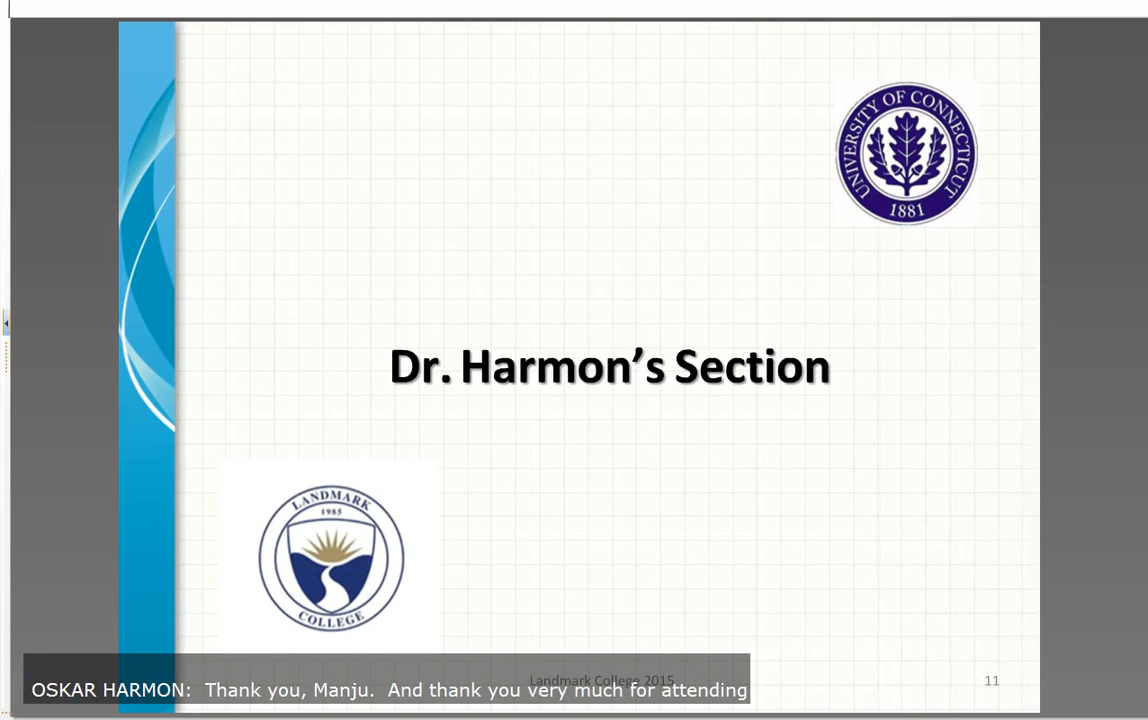 UNIVERSITY OF CONNECTICUT
1881
Dr. Harmon's Section
LANDMARK
1985
COLLEGE
Landmark College 2015
11
OSKAR HARMON:  Thank you, Manju.  And thank you very much for attending